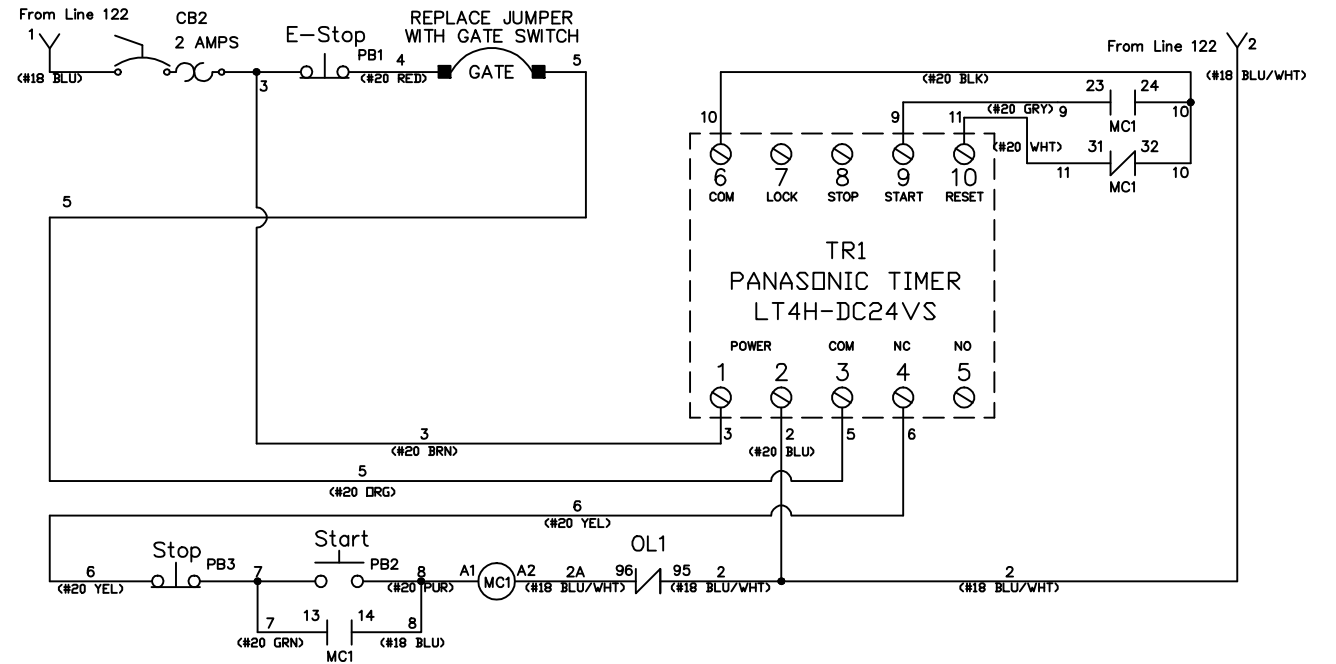 From Line 122
1
(#18 BLU)
CB2
2 AMPS
3
E-Stop
PB1
4
(#20 RED)
REPLACE JUMPER
WITH GATE SWITCH
GATE
5
From Line 122
2
(#18 BLU/WHT)
(#20 BLK)
23
24
(#20 GRY)
9
10
MC1
(#20 WHT)
31
32
11
10
MC1
10
9
11
6
7
8
9
10
COM
LOCK
STOP
START
RESET
5
TR1
PANASONIC TIMER
LT4H-DC24VS
POWER
COM
NC
NO
1
2
3
4
5
3
2
5
6
3
(#20 BRN)
(#20 BLU)
5
(#20 ORG)
6
(#20 YEL)
6
(#20 YEL)
Stop
PB3
7
Start
PB2
8
(#20 PUR)
A1
MC1
A2
2A
(#18 BLU/WHT)
OL1
96
95
2
(#18 BLU/WHT)
2
(#18 BLU/WHT)
7
(#20 GRN)
13
14
MC1
8
(#18 BLU)